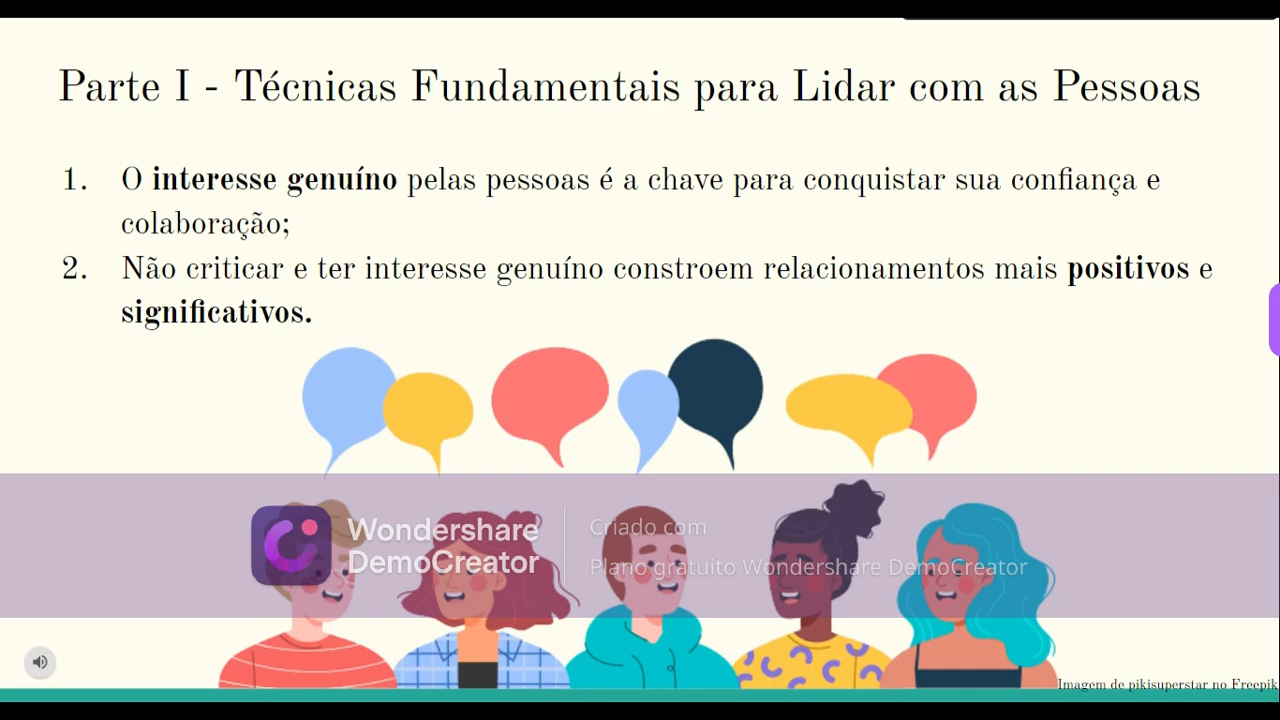 Parte I - Técnicas Fundamentais para Lidar com as Pessoas
1. O interesse genuíno pelas pessoas é a chave para conquistar sua confiança e
colaboração;
2. Não criticar e ter interesse genuíno constroem relacionamentos mais positivos e
significativos.
Wondershare
DemoCreator
Criado com
Plano gratuito Wondershare DemoCreator
Imagem de pikisuperstar no Freepik